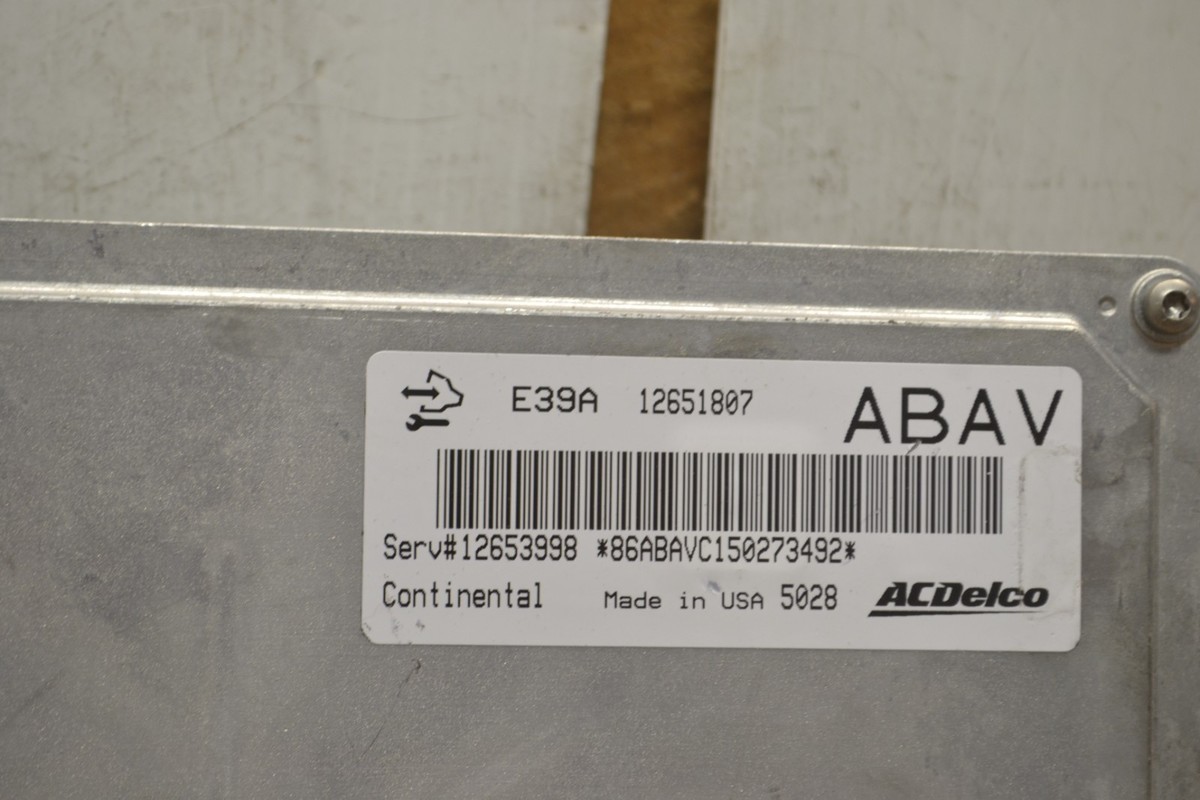 E39A 12651807 ABAV
Serv#12653998 *86ABAVC150273492*
Continental Made in USA 5028 ACDelco